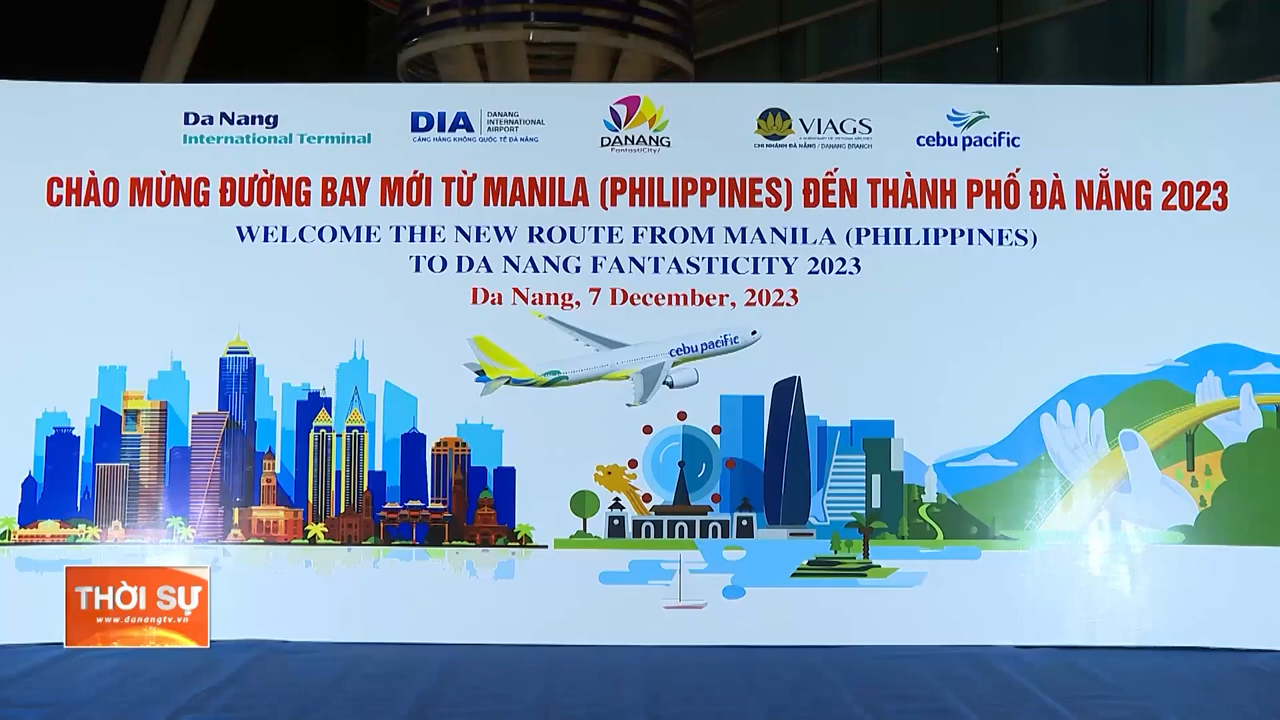 Da Nang
International Terminal
DIA
DANANG
INTERNATIONAL
AIRPORT
CẢNG HÀNG KHÔNG QUỐC TẾ ĐÀ NẴNG
DANANG
FantastiCity!
VIAGS
CHI NHÁNH ĐÀ NẴNG / DANANG BRANCH
cebu pacific
CHÀO MỪNG ĐƯỜNG BAY MỚI TỪ MANILA (PHILIPPINES) ĐẾN THÀNH PHỐ ĐÀ NẴNG 2023
WELCOME THE NEW ROUTE FROM MANILA (PHILIPPINES)
TO DA NANG FANTASTICITY 2023
Da Nang, 7 December, 2023
cebu pacific
THỜI SỰ
www.danangtv.vn